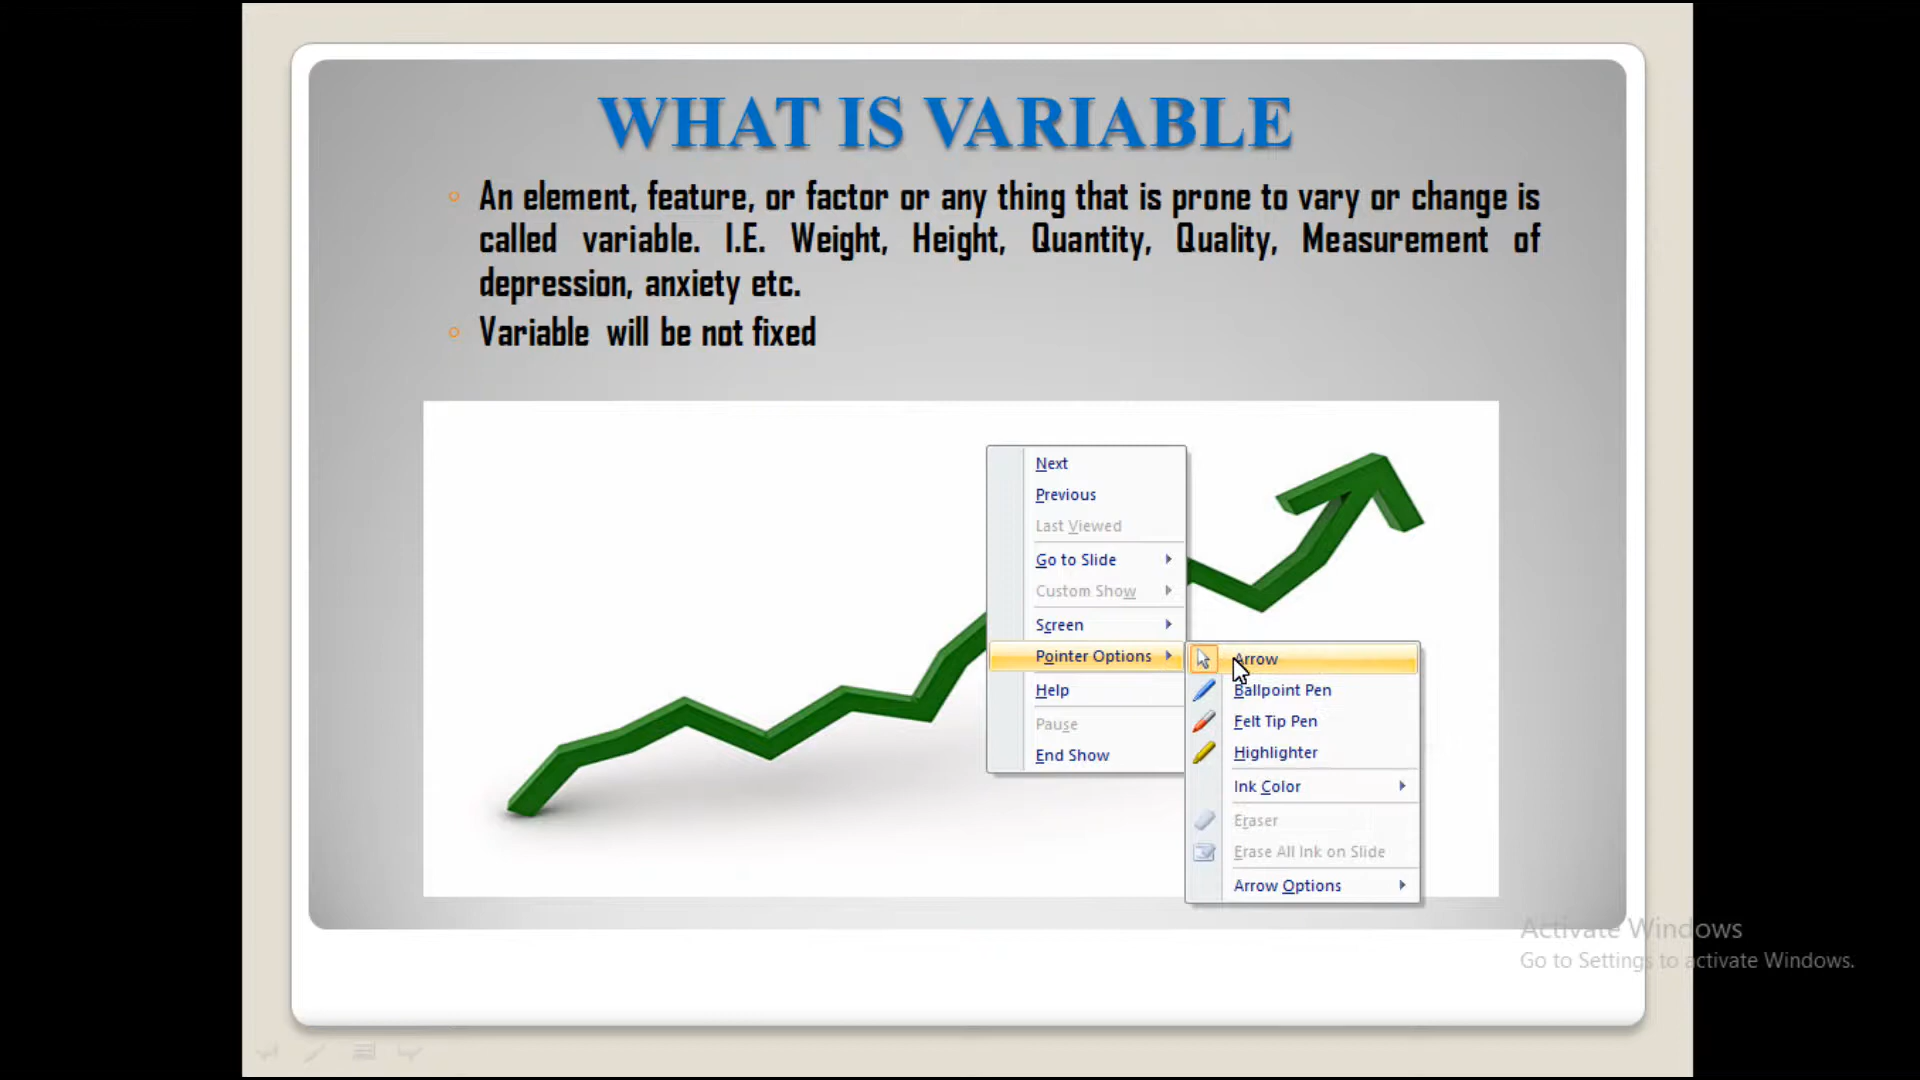 WHAT IS VARIABLE
An element, feature, or factor or any thing that is prone to vary or change is
called variable. I.E. Weight, Height, Quantity, Quality, Measurement of
depression, anxiety etc.
Variable will be not fixed
Next
Previous
Last Viewed
Go to Slide
Custom Show
Screen
Pointer Options
Help
Pause
End Show
Arrow
Ballpoint Pen
Felt Tip Pen
Highlighter
Ink Color
Eraser
Erase All Ink on Slide
Arrow Options
Activate Windows
Go to Settings to activate Windows.